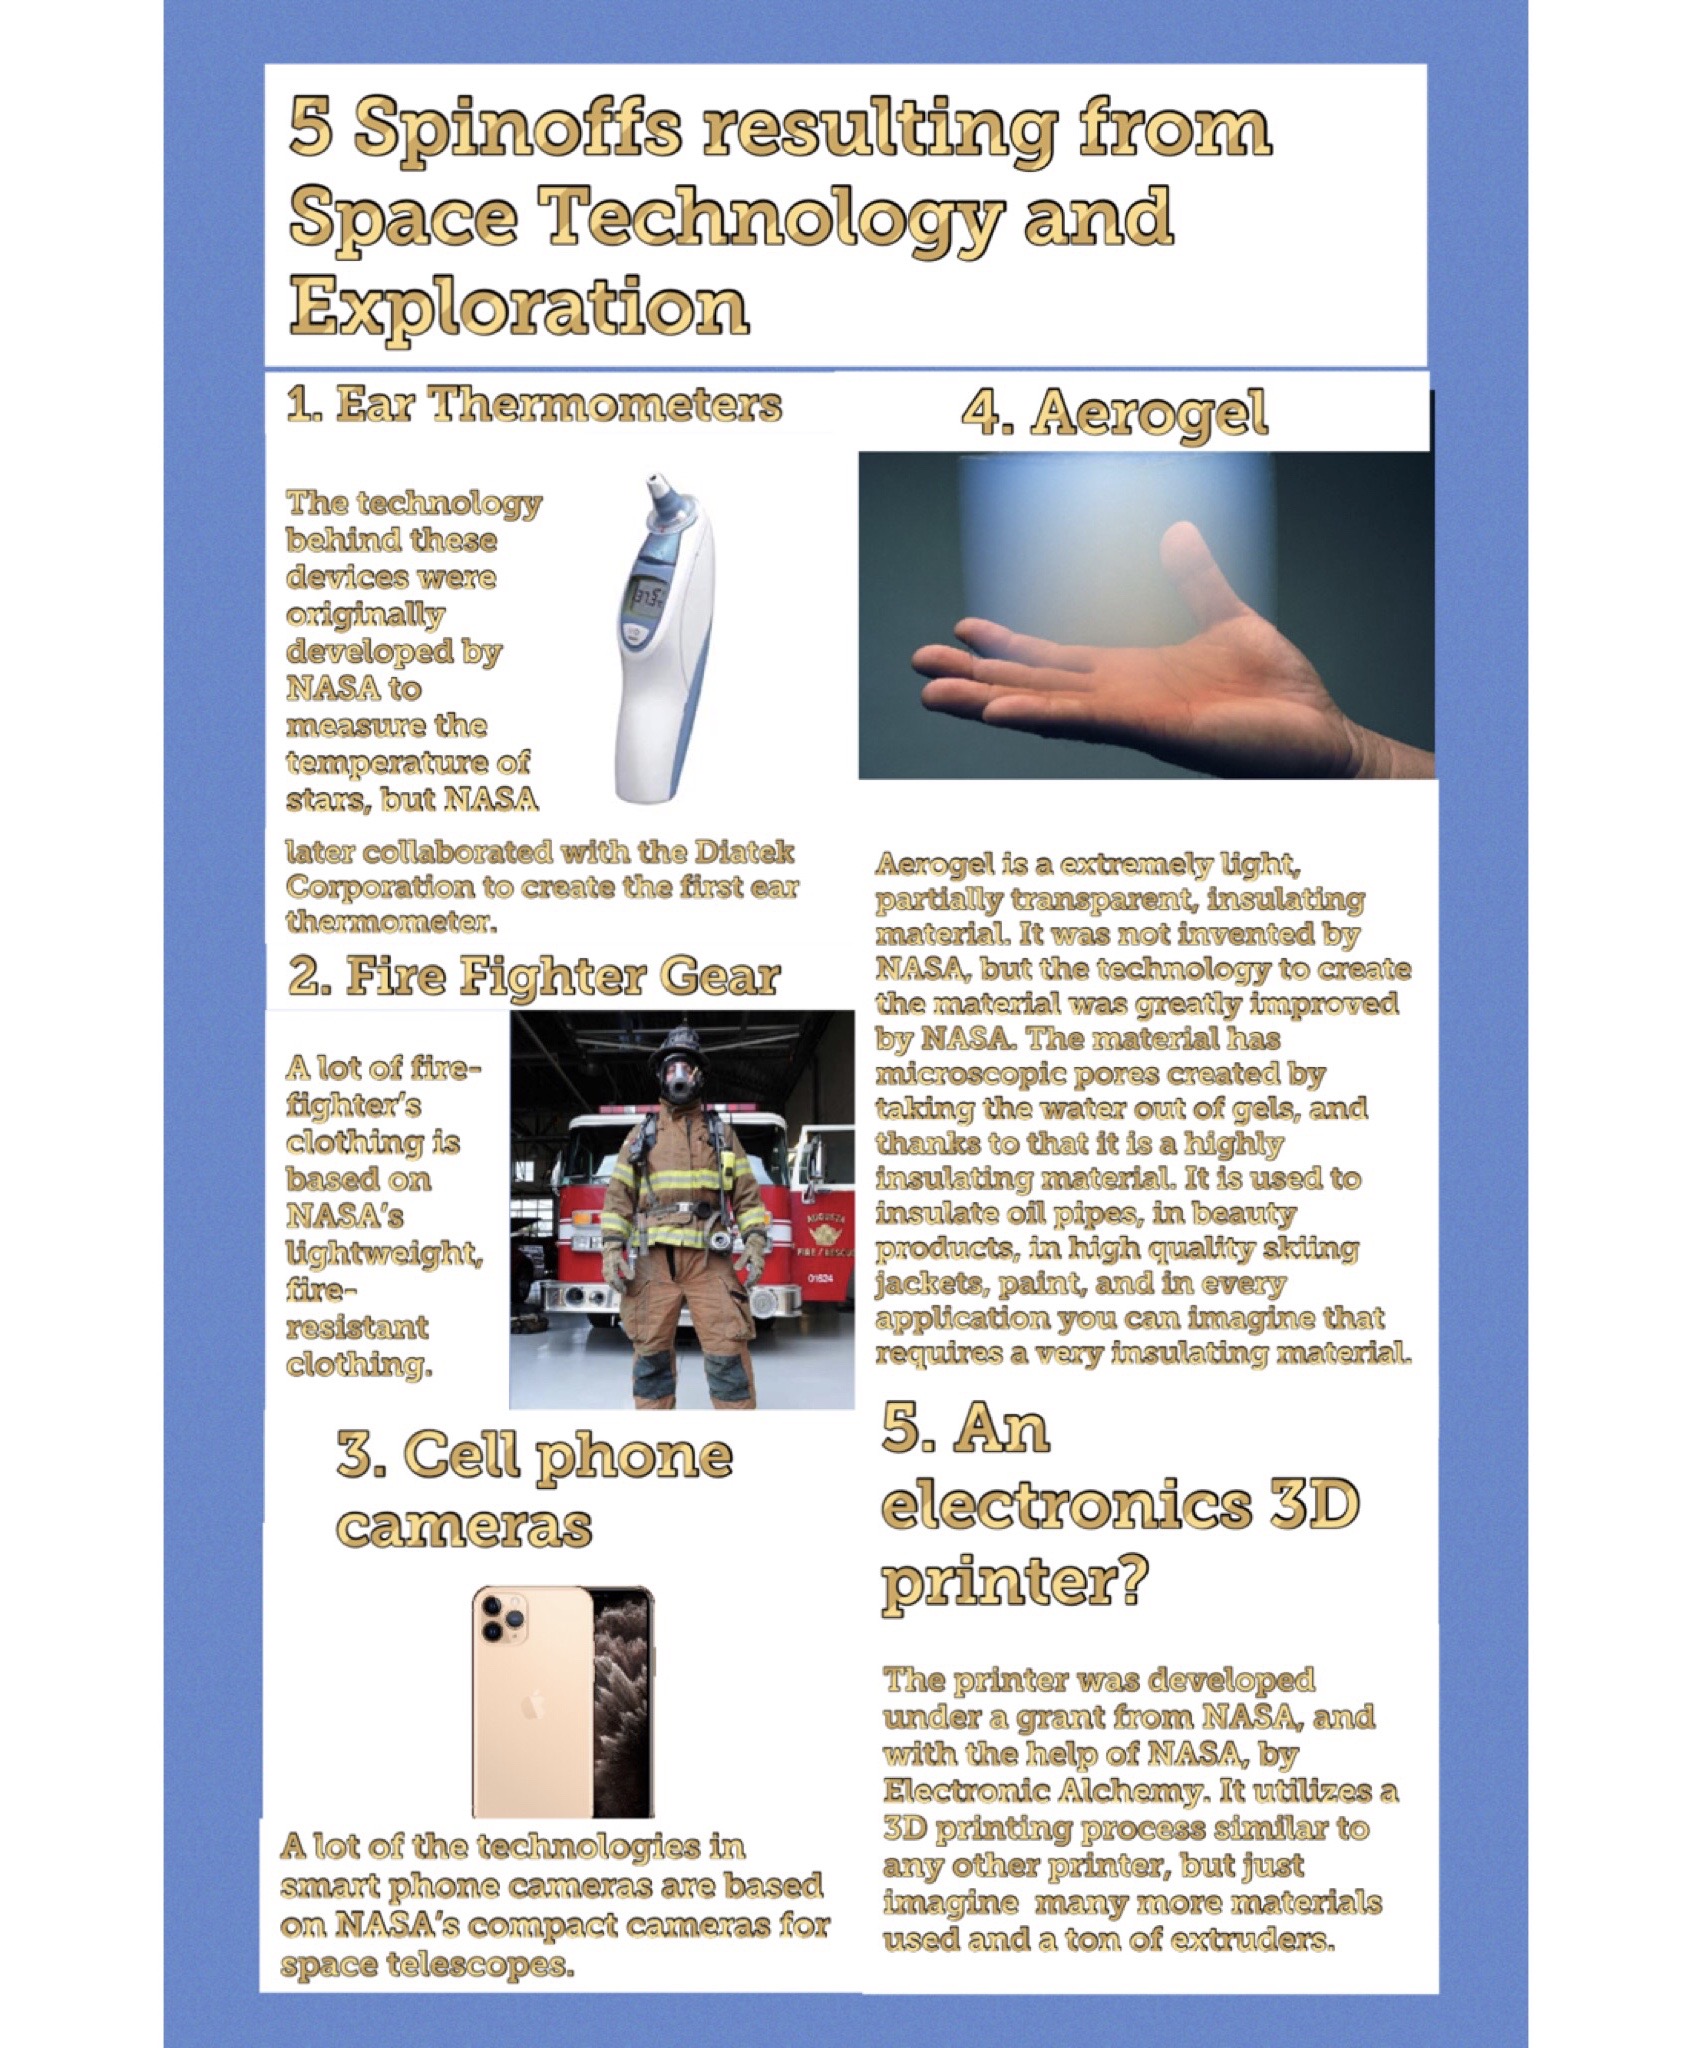 5 Spinoffs resulting from
Space Technology and
Exploration
1. Ear Thermometers
The technology
behind these
devices were
originally
developed by
NASA to
measure the
temperature of
stars, but NASA
later collaborated with the Diatek
Corporation to create the first ear
thermometer.
37.5
2. Fire Fighter Gear
A lot of fire-
fighter's
clothing is
based on
NASA's
lightweight,
fire-
resistant
clothing.
AUGUSTA
FIRE/RESCU
01624
3. Cell phone
cameras
A lot of the technologies in
smart phone cameras are based
on NASA's compact cameras for
space telescopes.
4. Aerogel
Aerogel is a extremely light,
partially transparent, insulating
material. It was not invented by
NASA, but the technology to create
the material was greatly improved
by NASA. The material has
microscopic pores created by
taking the water out of gels, and
thanks to that it is a highly
insulating material. It is used to
insulate oil pipes, in beauty
products, in high quality skiing
jackets, paint, and in every
application you can imagine that
requires a very insulating material.
5. An
electronics 3D
printer?
The printer was developed
under a grant from NASA, and
with the help of NASA, by
Electronic Alchemy. It utilizes a
3D printing process similar to
any other printer, but just
imagine many more materials
used and a ton of extruders.